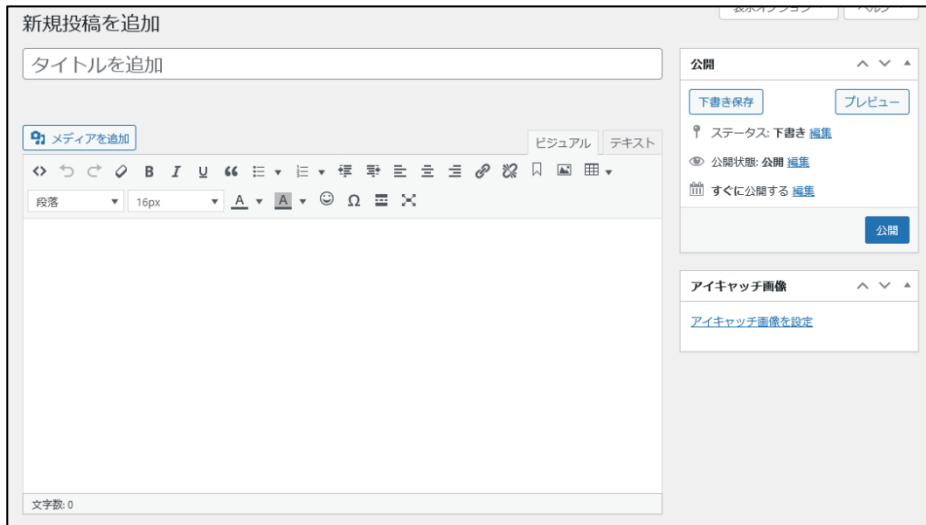 新規投稿を追加
タイトルを追加
メディアを追加
ビジュアル テキスト
B I U
段落 16px A A Ω
文字数: 0
公開
下書き保存 プレビュー
ステータス: 下書き 編集
公開状態: 公開 編集
すぐに公開する 編集
公開
アイキャッチ画像
アイキャッチ画像を設定